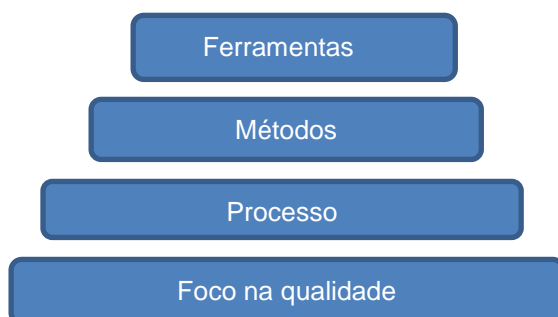 Ferramentas
Métodos
Processo
Foco na qualidade